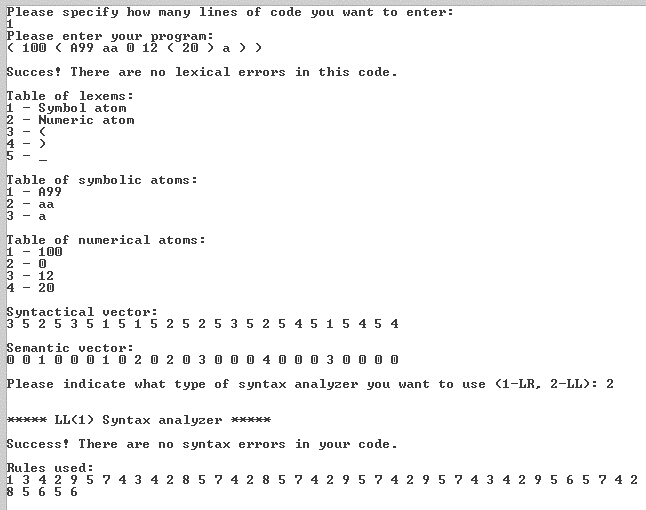 Please specify how many lines of code you want to enter:
1
Please enter your program:
( 100 ( A99 aa 0 12 ( 20 ) a ) )
Succes! There are no lexical errors in this code.
Table of lexems:
1 - Symbol atom
2 - Numeric atom
3 - (
4 - )
5 - _
Table of symbolic atoms:
1 - A99
2 - aa
3 - a
Table of numerical atoms:
1 - 100
2 - 0
3 - 12
4 - 20
Syntactical vector:
3 5 2 5 3 5 1 5 1 5 2 5 2 5 3 5 2 5 4 5 1 5 4 5 4
Semantic vector:
0 0 1 0 0 0 1 0 2 0 2 0 3 0 0 0 4 0 0 0 3 0 0 0 0
Please indicate what type of syntax analyzer you want to use (1-LR, 2-LL): 2
***** LL(1) Syntax analyzer *****
Success! There are no syntax errors in your code.
Rules used:
1 3 4 2 9 5 7 4 3 4 2 8 5 7 4 2 8 5 7 4 2 9 5 7 4 2 9 5 7 4 3 4 2 9 5 6 5 7 4 2
8 5 6 5 6